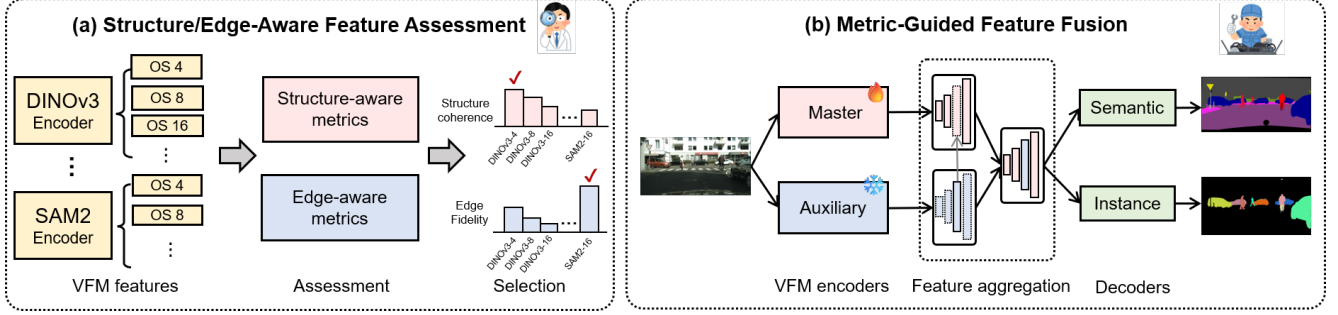 (a) Structure/Edge-Aware Feature Assessment
DINOv3
Encoder
OS 4
OS 8
OS 16
⋮
⋮
SAM2
Encoder
OS 4
OS 8
⋮
VFM features
Structure-aware
metrics
Edge-aware
metrics
Assessment
Structure
coherence
✓
...
DINOv3-4
DINOv3-8
DINOv3-16
SAM2-16
Edge
Fidelity
✓
...
DINOv3-4
DINOv3-8
DINOv3-16
SAM2-16
Selection
(b) Metric-Guided Feature Fusion
Master
Auxiliary
VFM encoders
Feature aggregation
Semantic
Instance
Decoders